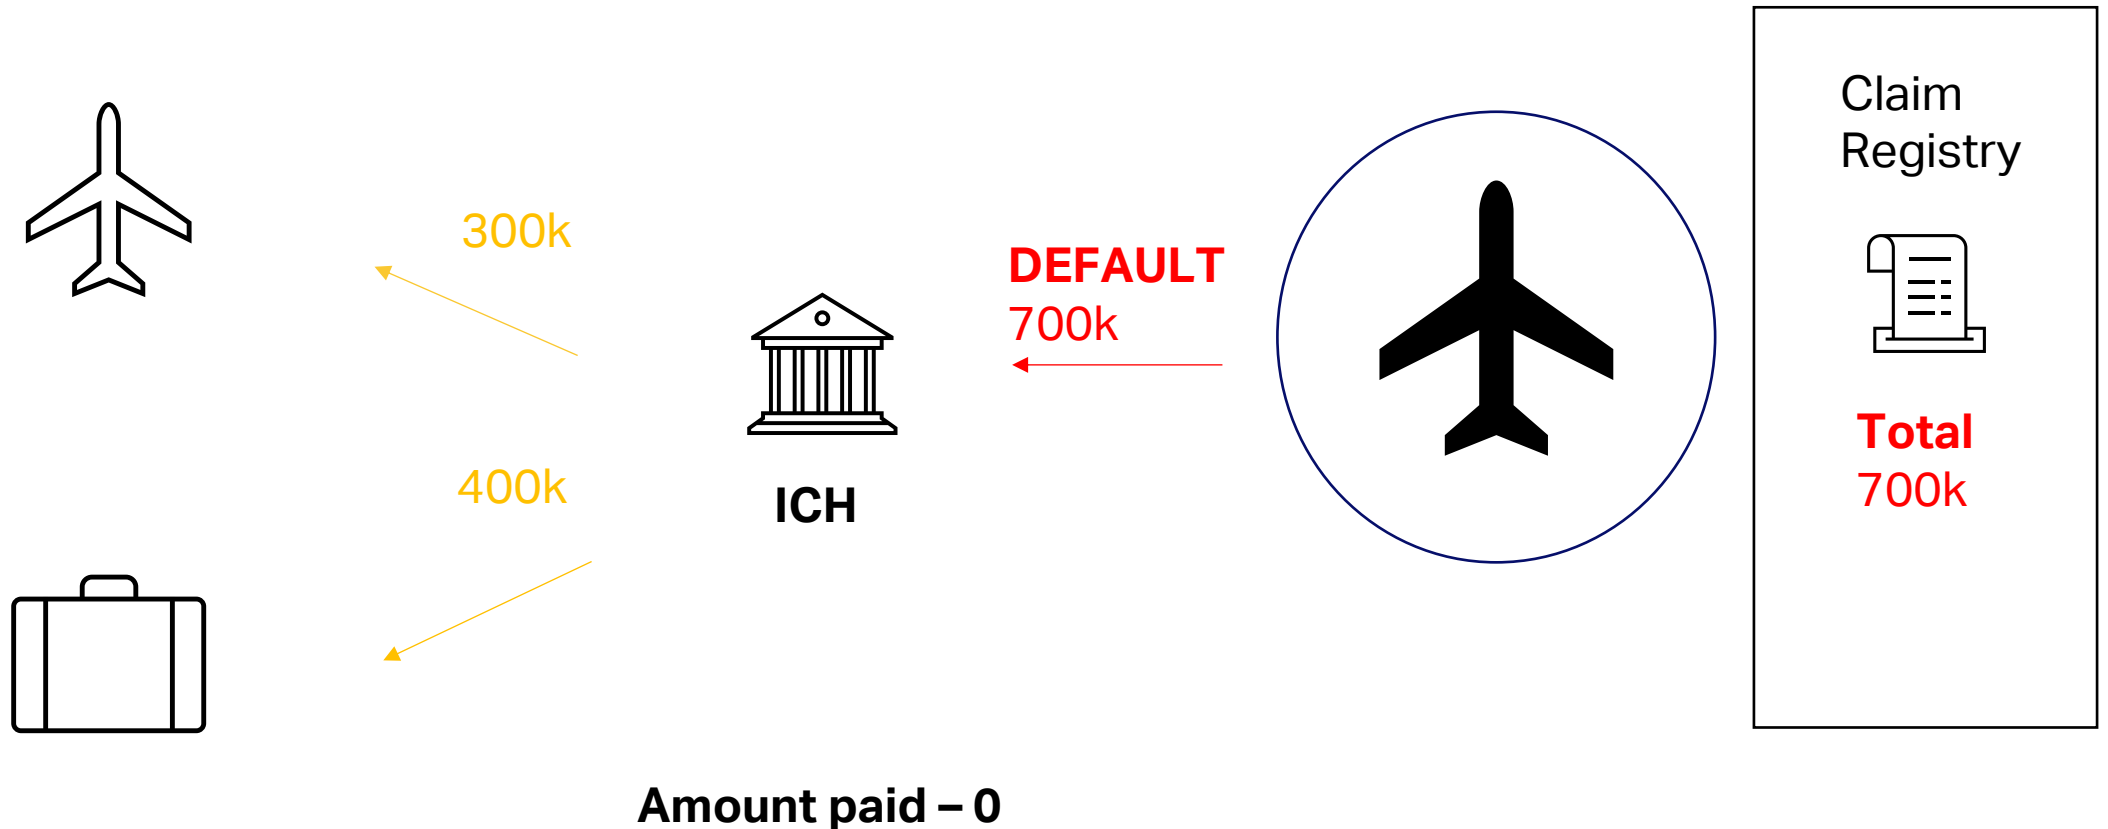 300k
400k
ICH
DEFAULT
700k
Claim
Registry
Total
700k
Amount paid – 0